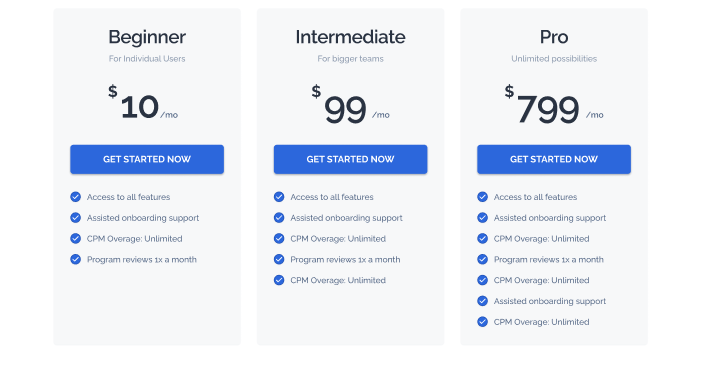 Beginner
For Individual Users
$10/mo
GET STARTED NOW
Access to all features
Assisted onboarding support
CPM Overage: Unlimited
Program reviews 1x a month
Intermediate
For bigger teams
$99 /mo
GET STARTED NOW
Access to all features
Assisted onboarding support
CPM Overage: Unlimited
Program reviews 1x a month
CPM Overage: Unlimited
Pro
Unlimited possibilities
$799 /mo
GET STARTED NOW
Access to all features
Assisted onboarding support
CPM Overage: Unlimited
Program reviews 1x a month
CPM Overage: Unlimited
Assisted onboarding support
CPM Overage: Unlimited